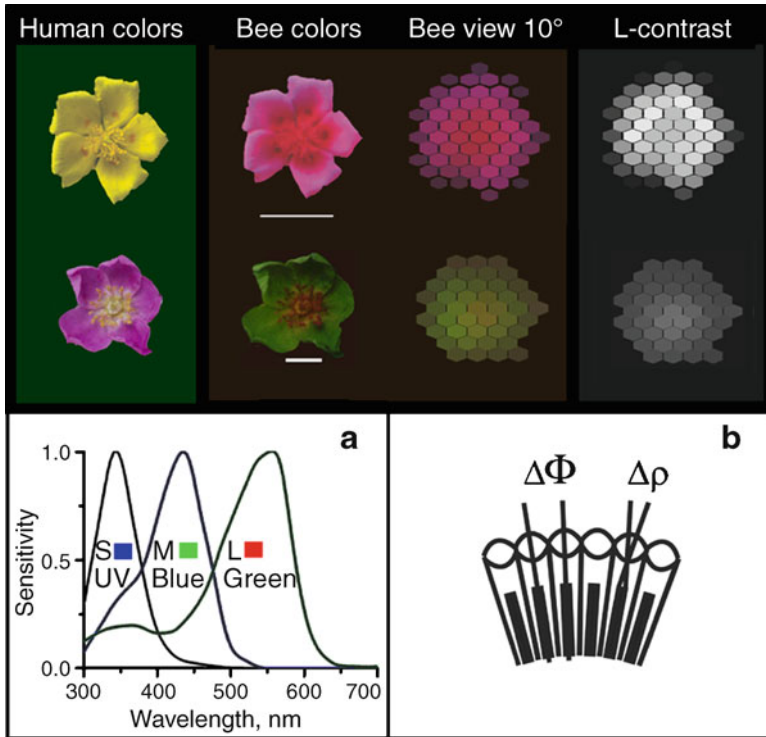 Human colors Bee colors Bee view 10° L-contrast
a
b
1.0
0.5
0.0
Sensitivity
S M L
UV Blue Green
300 400 500 600 700
Wavelength, nm
ΔΦ Δρ